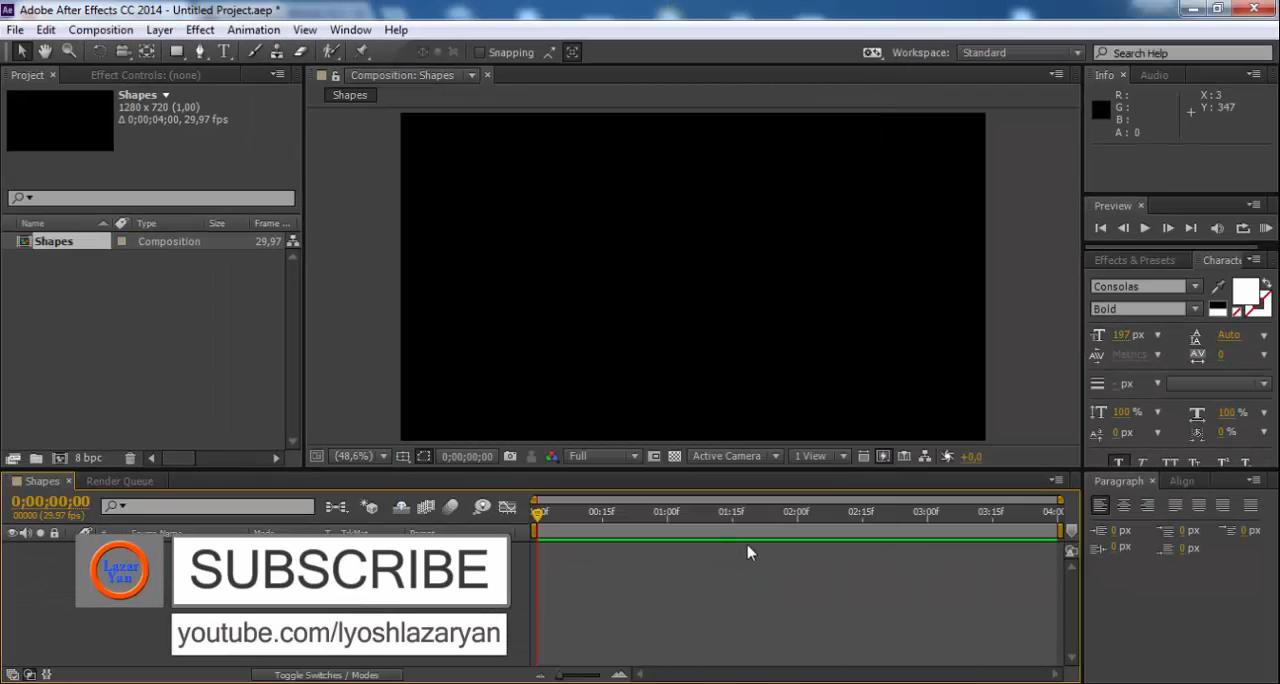 Adobe After Effects CC 2014 - Untitled Project.aep *
File Edit Composition Layer Effect Animation View Window Help
Snapping
Workspace: Standard
Search Help
Project Effect Controls: (none)
Composition: Shapes
Info Audio
Shapes
1280 x 720 (1,00)
Δ 0;00;04;00, 29,97 fps
Shapes
R :
G :
B :
A : 0
X : 3
Y : 347
Name Type Size Frame ...
Shapes Composition 29,97
Preview
Effects & Presets Characte
Consolas
Bold
197 px Auto
Metrics 0
- px
100 % 100 %
0 px 0 %
8 bpc
(48,6%) 0;00;00;00 Full Active Camera 1 View +0,0
Shapes Render Queue
Paragraph Align
0;00;00;00
00000 (29.97 fps)
:00f 00:15f 01:00f 01:15f 02:00f 02:15f 03:00f 03:15f 04:00
0 px 0 px 0 px
0 px 0 px
Lazar
Yan
SUBSCRIBE
youtube.com/lyoshlazaryan
Toggle Switches / Modes